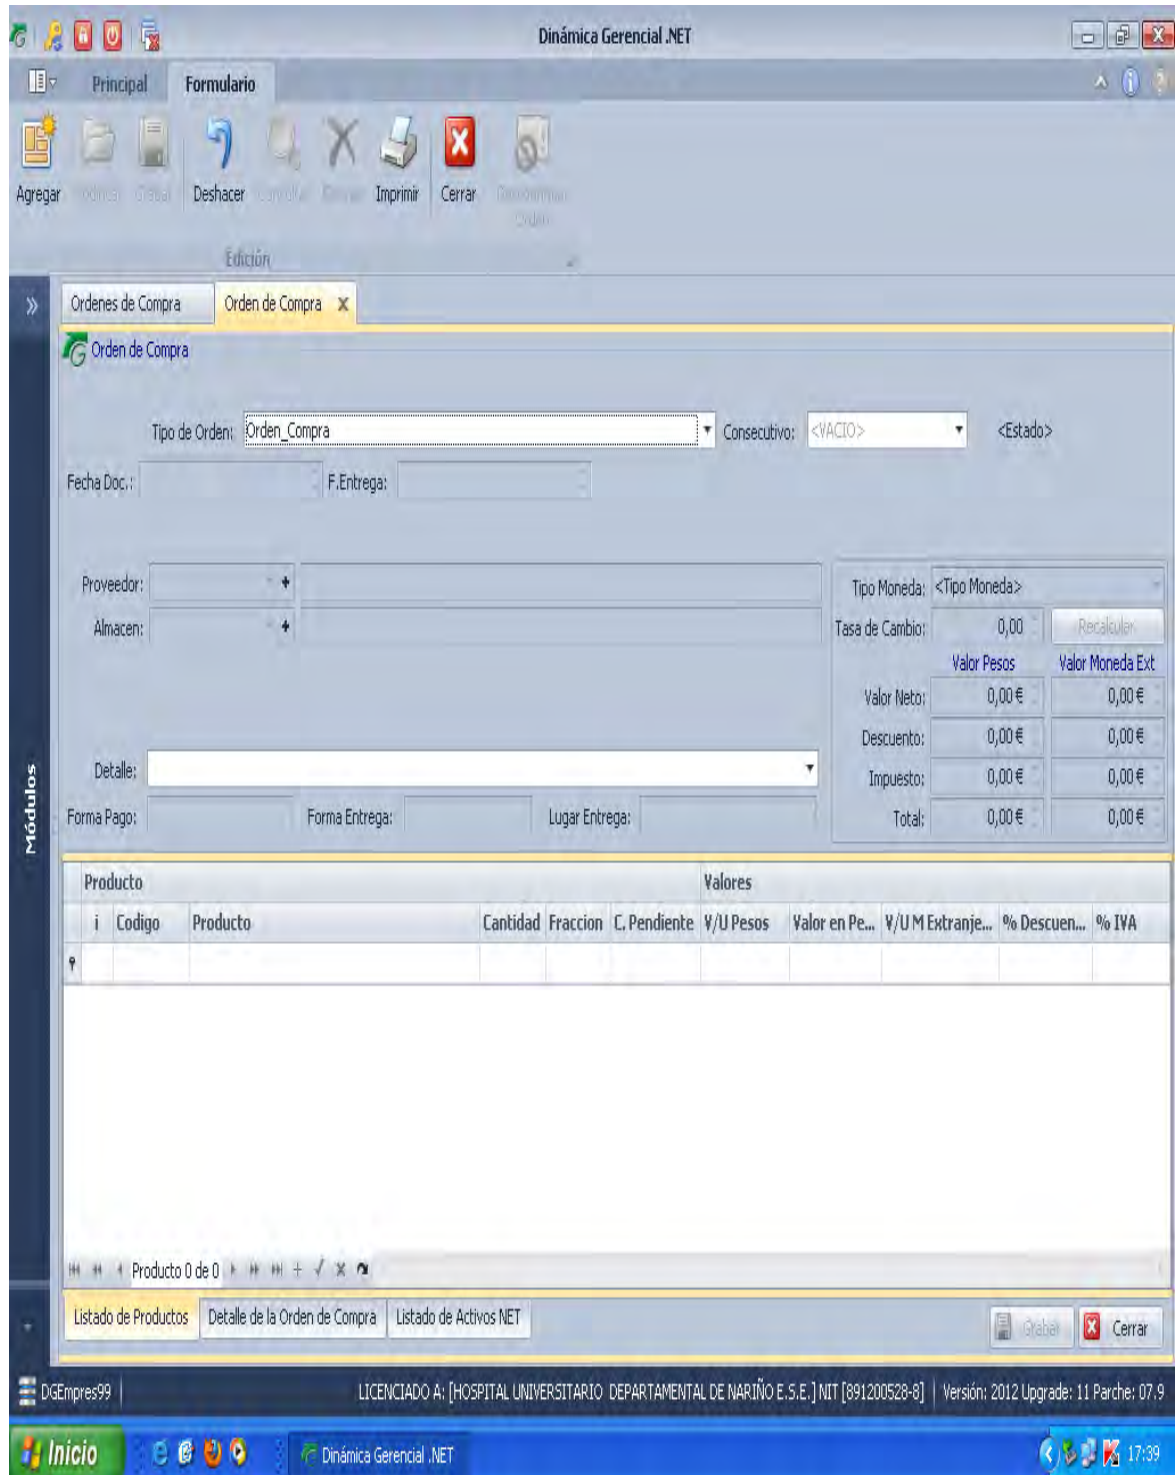 Dinámica Gerencial .NET
Principal Formulario
Agregar Deshacer Imprimir Cerrar
Edición
Ordenes de Compra Orden de Compra x
Orden de Compra
Tipo de Orden: Orden_Compra Consecutivo: <VACIO> <Estado>
Fecha Doc.: F.Entrega:
Proveedor: Tipo Moneda: <Tipo Moneda>
Almacen: Tasa de Cambio: 0,00 Recalcular
Valor Pesos Valor Moneda Ext
Valor Neto: 0,00 € 0,00 €
Descuento: 0,00 € 0,00 €
Detalle: Impuesto: 0,00 € 0,00 €
Forma Pago: Forma Entrega: Lugar Entrega: Total: 0,00 € 0,00 €
Módulos
Producto Valores
i Codigo Producto Cantidad Fraccion C. Pendiente V/U Pesos Valor en Pe... V/U M Extranje... % Descuen... % IVA
Producto 0 de 0
Listado de Productos Detalle de la Orden de Compra Listado de Activos NET Grabar Cerrar
DGEmpres99 LICENCIADO A: [HOSPITAL UNIVERSITARIO DEPARTAMENTAL DE NARIÑO E.S.E.] NIT [891200528-8] Versión: 2012 Upgrade: 11 Parche: 07.9
Inicio Dinámica Gerencial .NET 17:39